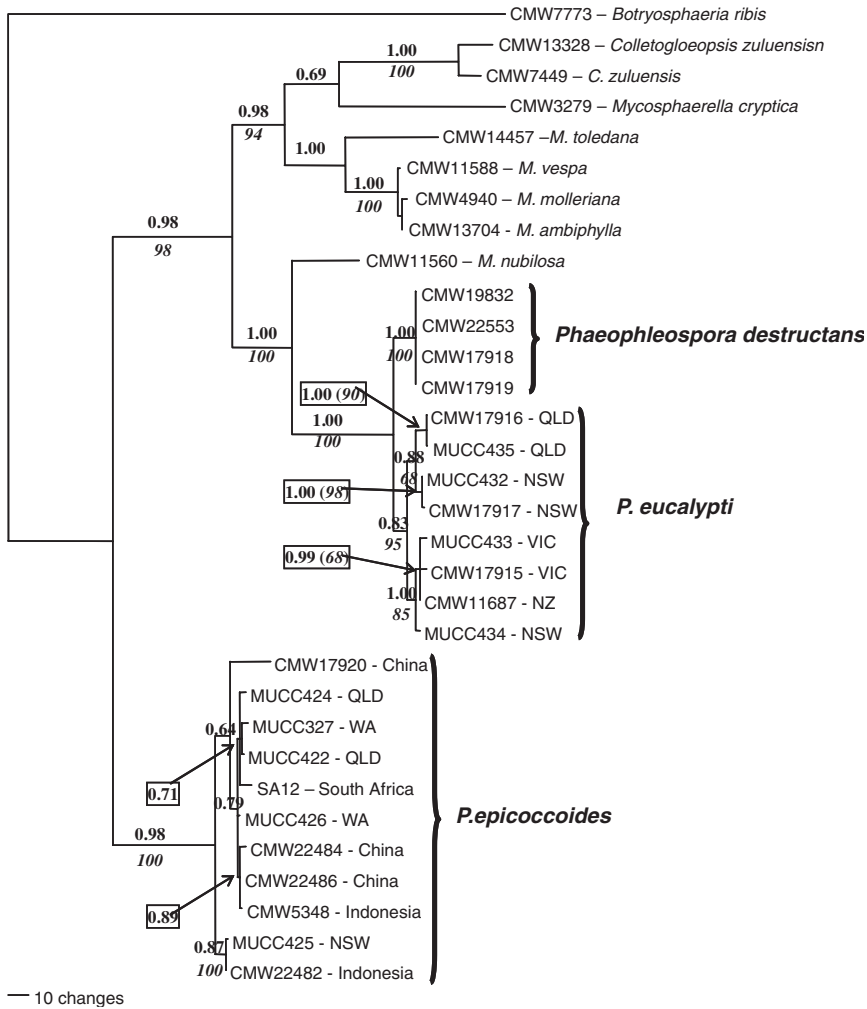 CMW7773 – Botryosphaeria ribis
CMW13328 – Colletogloeopsis zuluensisn
1.00
100
CMW7449 – C. zuluensis
0.69
CMW3279 – Mycosphaerella cryptica
0.98
94
CMW14457 –M. toledana
1.00
CMW11588 – M. vespa
1.00
100
CMW4940 – M. molleriana
CMW13704 - M. ambiphylla
0.98
98
CMW11560 – M. nubilosa
CMW19832
CMW22553
1.00
100
Phaeophleospora destructans
1.00
100
CMW17918
CMW17919
1.00 (90)
CMW17916 - QLD
1.00
100
MUCC435 - QLD
0.88
68
MUCC432 - NSW
1.00 (98)
CMW17917 - NSW
P. eucalypti
0.83
95
MUCC433 - VIC
0.99 (68)
CMW17915 - VIC
1.00
85
CMW11687 - NZ
MUCC434 - NSW
CMW17920 - China
MUCC424 - QLD
0.64
MUCC327 - WA
MUCC422 - QLD
0.71
SA12 – South Africa
0.79
MUCC426 - WA
P.epicoccoides
0.98
100
CMW22484 - China
CMW22486 - China
0.89
CMW5348 - Indonesia
0.87
100
MUCC425 - NSW
CMW22482 - Indonesia
10 changes